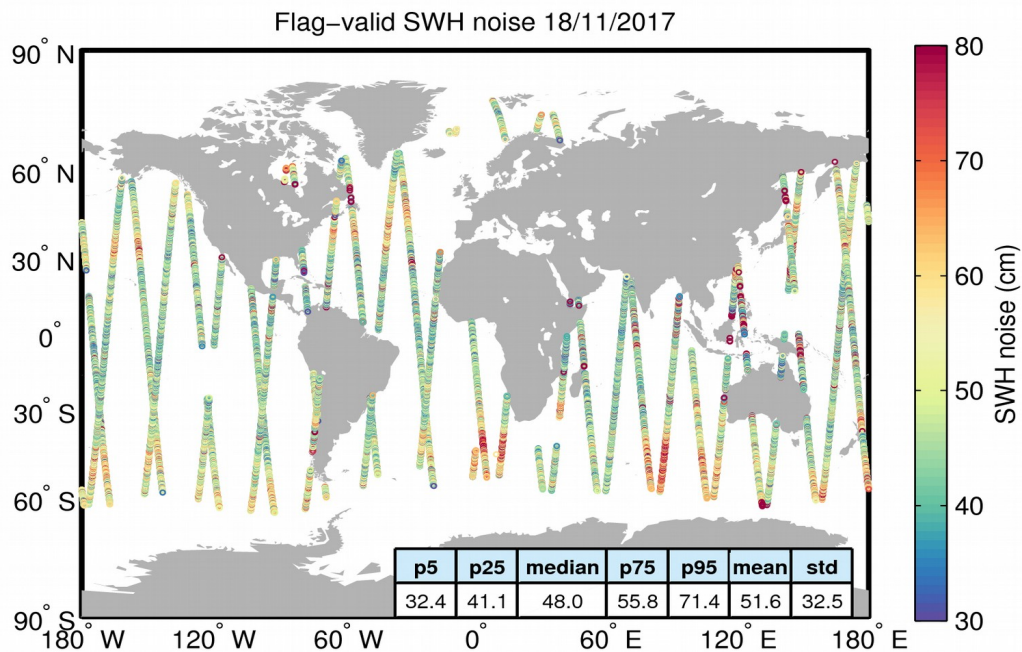 Flag−valid SWH noise 18/11/2017
90° N
60° N
30° N
0°
30° S
60° S
90° S
180° W 120° W 60° W 0° 60° E 120° E 180° E
p5 p25 median p75 p95 mean std
32.4 41.1 48.0 55.8 71.4 51.6 32.5
80
70
60
50
40
30
SWH noise (cm)